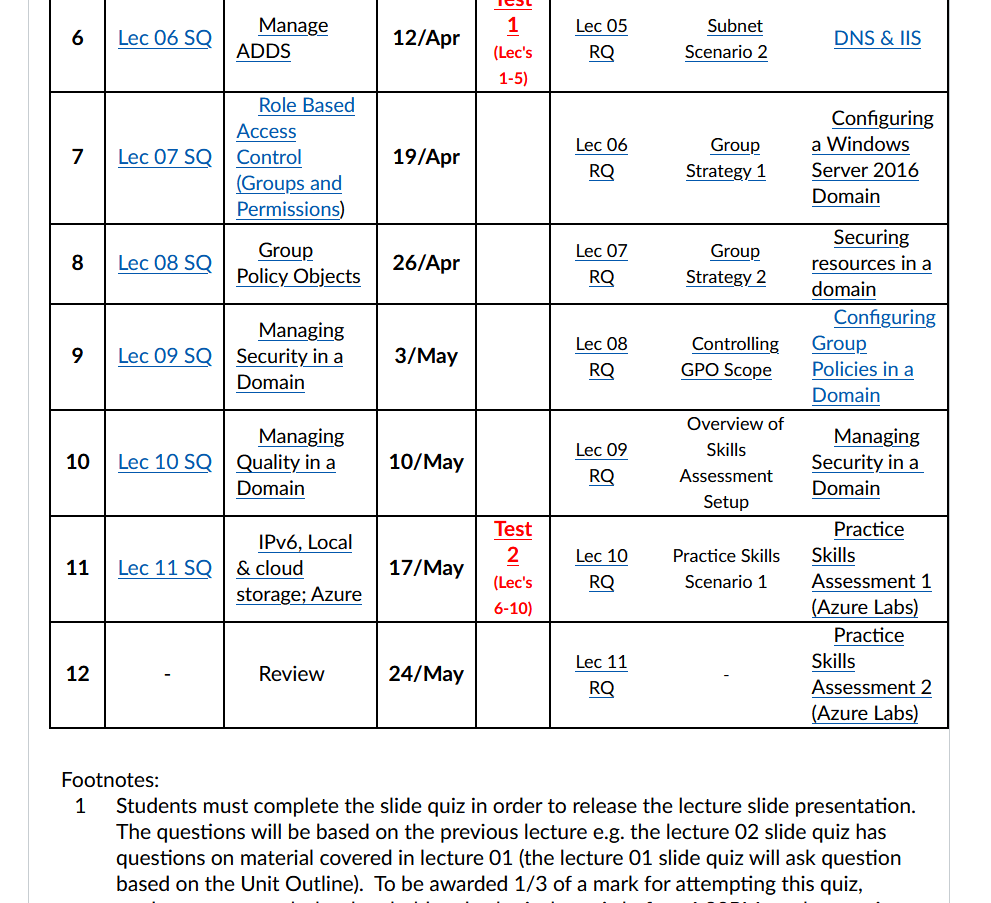 Test
6 Lec 06 SQ Manage ADDS 12/Apr 1 (Lec's 1-5) Lec 05 RQ Subnet Scenario 2 DNS & IIS
7 Lec 07 SQ Role Based Access Control (Groups and Permissions) 19/Apr Lec 06 RQ Group Strategy 1 Configuring a Windows Server 2016 Domain
8 Lec 08 SQ Group Policy Objects 26/Apr Lec 07 RQ Group Strategy 2 Securing resources in a domain
9 Lec 09 SQ Managing Security in a Domain 3/May Lec 08 RQ Controlling GPO Scope Configuring Group Policies in a Domain
10 Lec 10 SQ Managing Quality in a Domain 10/May Lec 09 RQ Overview of Skills Assessment Setup Managing Security in a Domain
11 Lec 11 SQ IPv6, Local & cloud storage; Azure 17/May Test 2 (Lec's 6-10) Lec 10 RQ Practice Skills Scenario 1 Practice Skills Assessment 1 (Azure Labs)
12 - Review 24/May Lec 11 RQ - Practice Skills Assessment 2 (Azure Labs)
Footnotes:
1 Students must complete the slide quiz in order to release the lecture slide presentation.
The questions will be based on the previous lecture e.g. the lecture 02 slide quiz has
questions on material covered in lecture 01 (the lecture 01 slide quiz will ask question
based on the Unit Outline). To be awarded 1/3 of a mark for attempting this quiz,